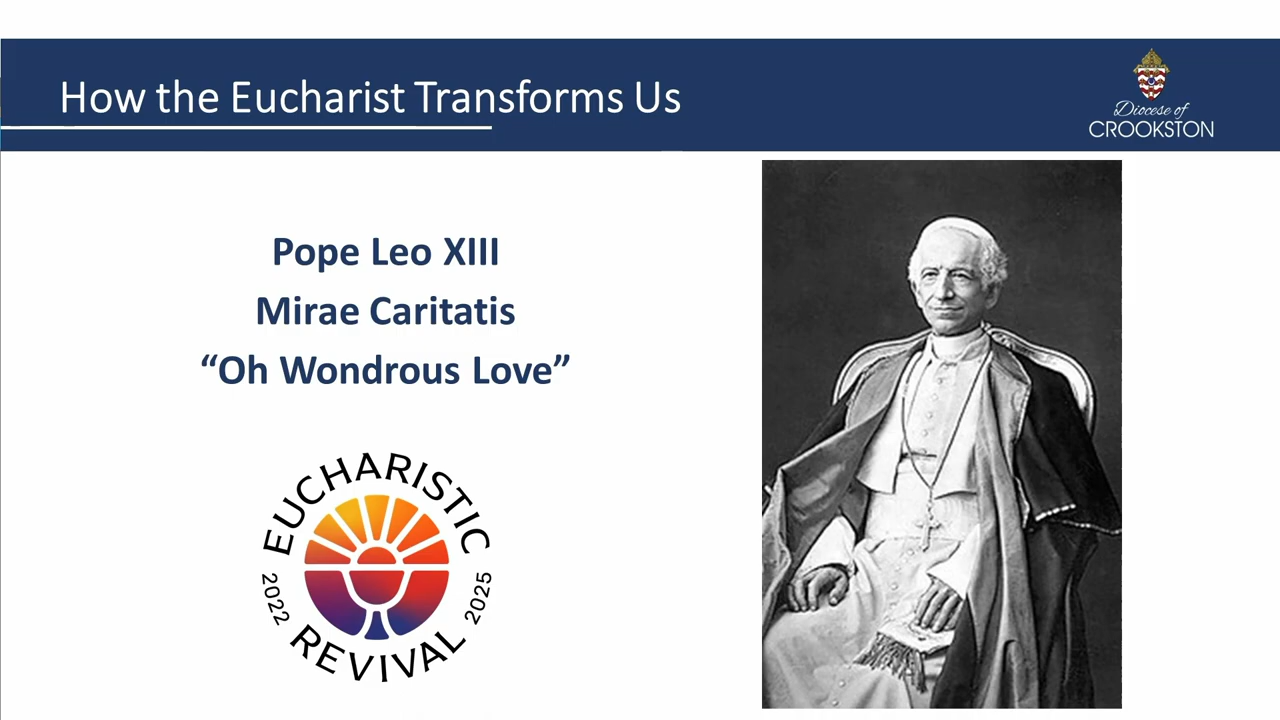 How the Eucharist Transforms Us
Diocese of
CROOKSTON
Pope Leo XIII
Mirae Caritatis
“Oh Wondrous Love”
EUCHARISTIC
2022
2025
REVIVAL